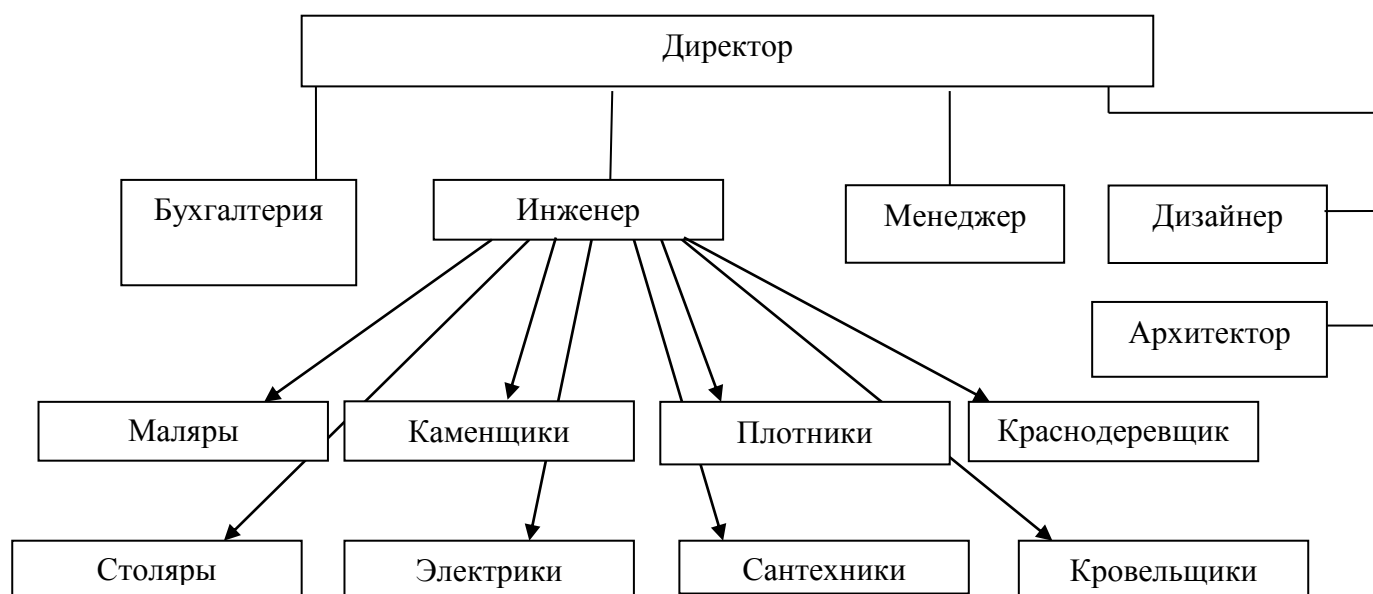 Директор
Бухгалтерия
Инженер
Менеджер
Дизайнер
Архитектор
Маляры
Каменщики
Плотники
Краснодеревщик
Столяры
Электрики
Сантехники
Кровельщики